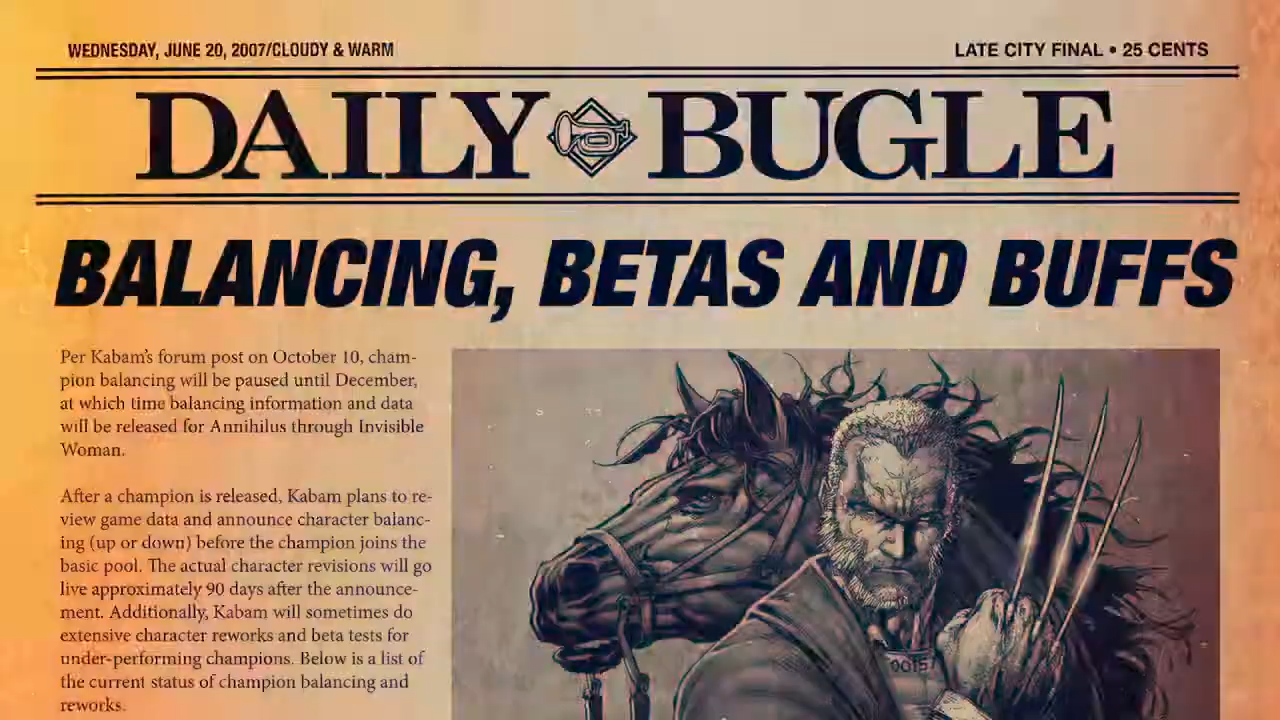 WEDNESDAY, JUNE 20, 2007/CLOUDY & WARM
LATE CITY FINAL • 25 CENTS
DAILY BUGLE
BALANCING, BETAS AND BUFFS
Per Kabam's forum post on October 10, cham-
pion balancing will be paused until December,
at which time balancing information and data
will be released for Annihilus through Invisible
Woman.
After a champion is released, Kabam plans to re-
view game data and announce character balanc-
ing (up or down) before the champion joins the
basic pool. The actual character revisions will go
live approximately 90 days after the announce-
ment. Additionally, Kabam will sometimes do
extensive character reworks and beta tests for
under-performing champions. Below is a list of
the current status of champion balancing and
reworks.